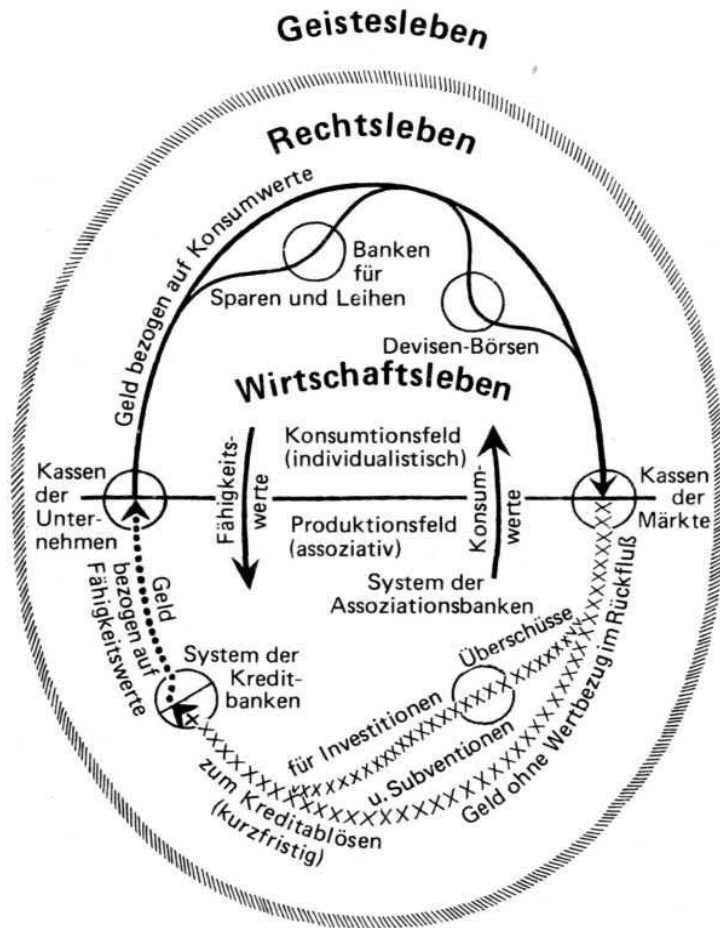 Geistesleben
Rechtsleben
Geld bezogen auf Konsumwerte
Banken
für
Sparen und Leihen
Devisen-Börsen
Wirtschaftsleben
Kassen
der
Unter-
nehmen
Fähigkeits-
werte
Konsumtionsfeld
(individualistisch)
Produktionsfeld
(assoziativ)
Konsum-
werte
Kassen
der
Märkte
System der
Assoziationsbanken
Geld
bezogen auf
Fähigkeitswerte
System der
Kredit-
banken
Überschüsse
für Investitionen
u. Subventionen
zum Kreditablösen
(kurzfristig)
Geld ohne Wertbezug im Rückfluß